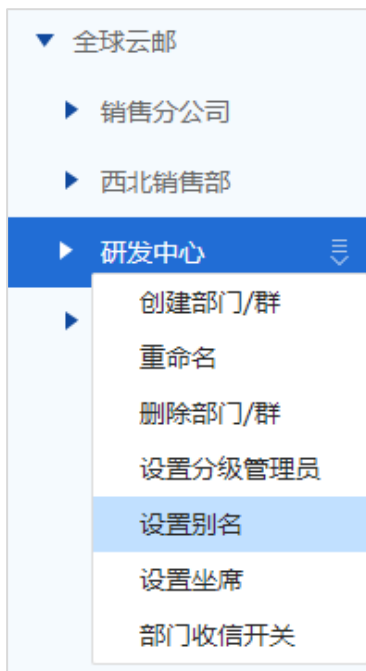 全球云邮
销售分公司
西北销售部
研发中心
创建部门/群
重命名
删除部门/群
设置分级管理员
设置别名
设置坐席
部门收信开关